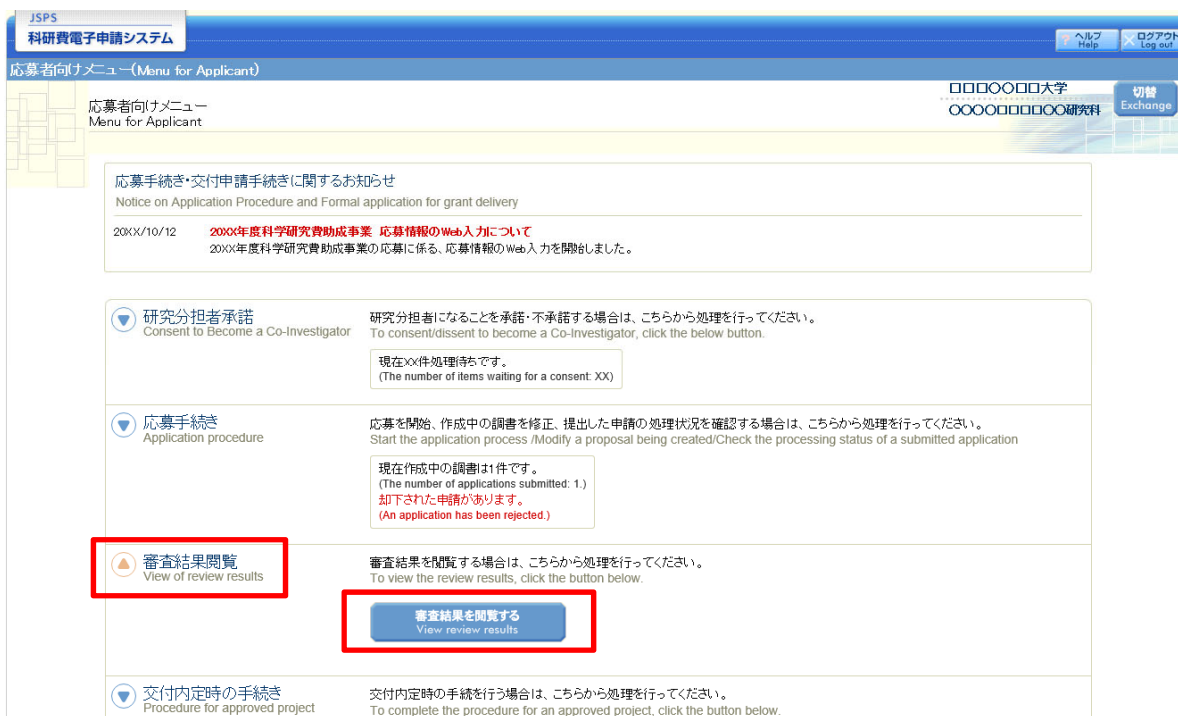 JSPS
科研費電子申請システム
ヘルプ
Help
ログアウト
Log out
応募者向けメニュー(Menu for Applicant)
応募者向けメニュー
Menu for Applicant
□□□○○□□大学
○○○○□□□□○○研究科
切替
Exchange
応募手続き・交付申請手続きに関するお知らせ
Notice on Application Procedure and Formal application for grant delivery
20XX/10/12 20XX年度科学研究費助成事業 応募情報のWeb入力について
20XX年度科学研究費助成事業の応募に係る、応募情報のWeb入力を開始しました。
研究分担者承諾
Consent to Become a Co-Investigator
研究分担者になることを承諾・不承諾する場合は、こちらから処理を行ってください。
To consent/dissent to become a Co-Investigator, click the below button.
現在XX件処理待ちです。
(The number of items waiting for a consent: XX)
応募手続き
Application procedure
応募を開始、作成中の調書を修正、提出した申請の処理状況を確認する場合は、こちらから処理を行ってください。
Start the application process /Modify a proposal being created/Check the processing status of a submitted application
現在作成中の調書は1件です。
(The number of applications submitted: 1.)
却下された申請があります。
(An application has been rejected.)
審査結果閲覧
View of review results
審査結果を閲覧する場合は、こちらから処理を行ってください。
To view the review results, click the button below.
審査結果を閲覧する
View review results
交付内定時の手続き
Procedure for approved project
交付内定時の手続を行う場合は、こちらから処理を行ってください。
To complete the procedure for an approved project, click the button below.